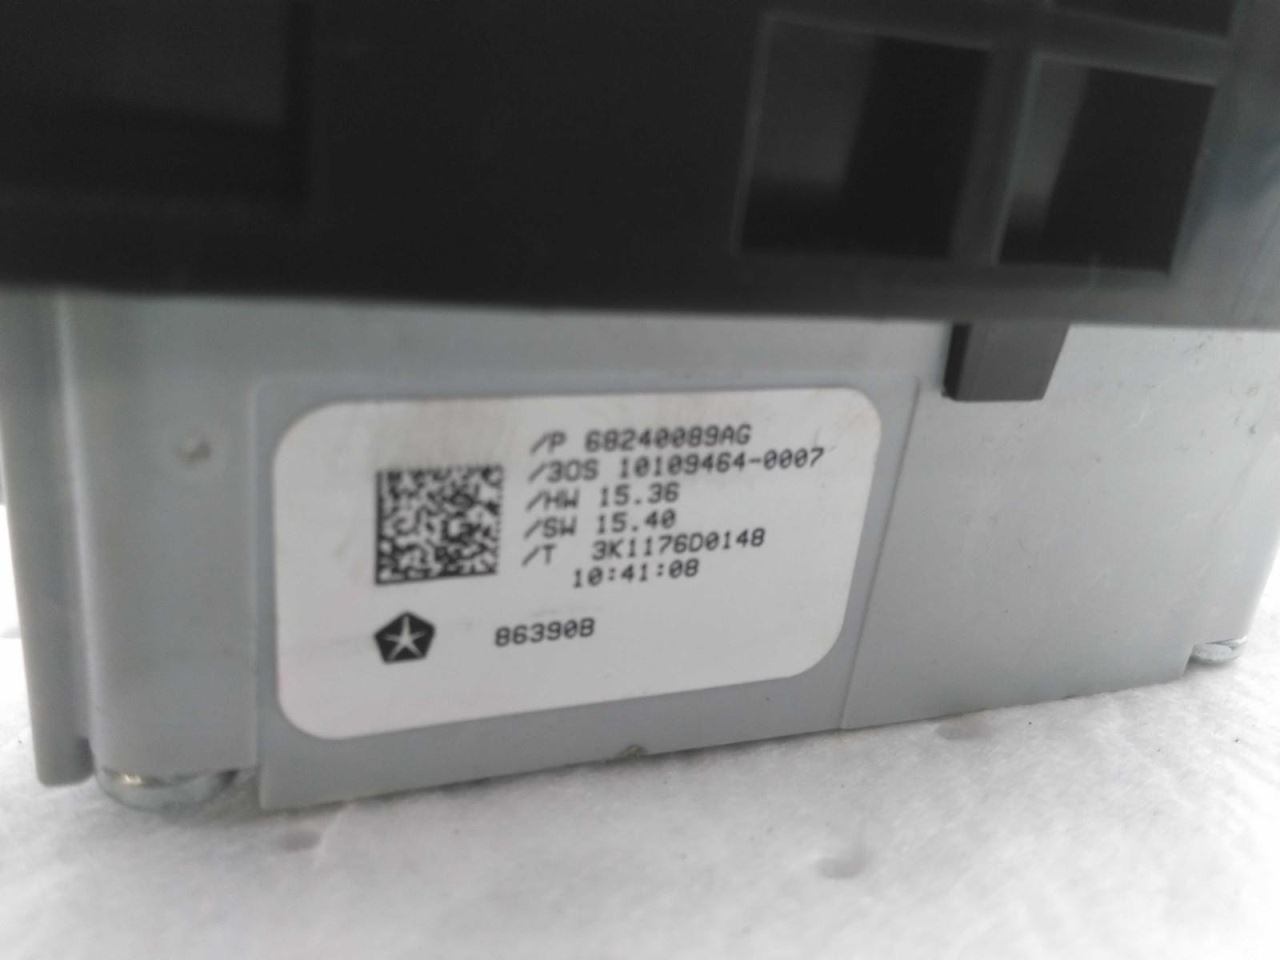 /P 68240089AG
/3OS 10109464-0007
/HW 15.36
/SW 15.40
/T 3K1176D0148
10:41:08
86390B